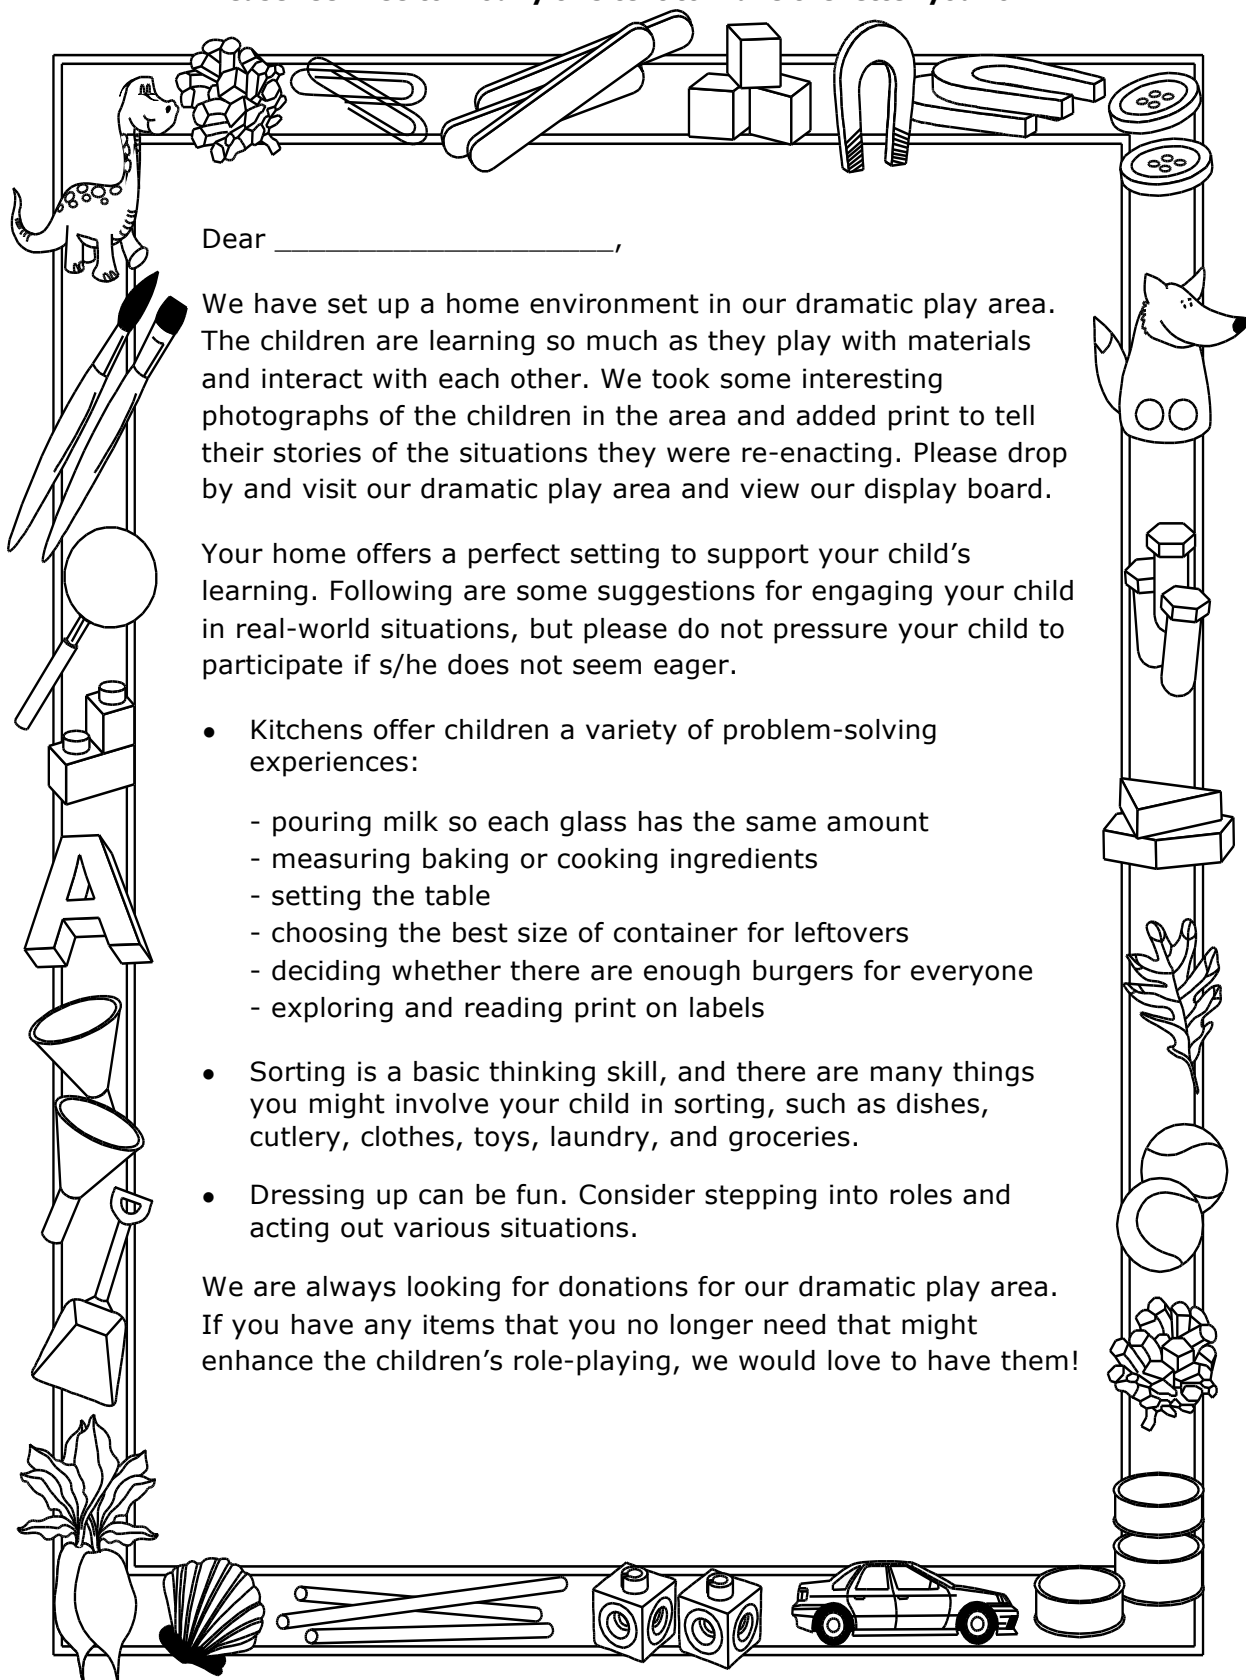 Dear ________________________,
We have set up a home environment in our dramatic play area.
The children are learning so much as they play with materials
and interact with each other. We took some interesting
photographs of the children in the area and added print to tell
their stories of the situations they were re-enacting. Please drop
by and visit our dramatic play area and view our display board.
Your home offers a perfect setting to support your child’s
learning. Following are some suggestions for engaging your child
in real-world situations, but please do not pressure your child to
participate if s/he does not seem eager.
• Kitchens offer children a variety of problem-solving
experiences:
- pouring milk so each glass has the same amount
- measuring baking or cooking ingredients
- setting the table
- choosing the best size of container for leftovers
- deciding whether there are enough burgers for everyone
- exploring and reading print on labels
• Sorting is a basic thinking skill, and there are many things
you might involve your child in sorting, such as dishes,
cutlery, clothes, toys, laundry, and groceries.
• Dressing up can be fun. Consider stepping into roles and
acting out various situations.
We are always looking for donations for our dramatic play area.
If you have any items that you no longer need that might
enhance the children’s role-playing, we would love to have them!
A